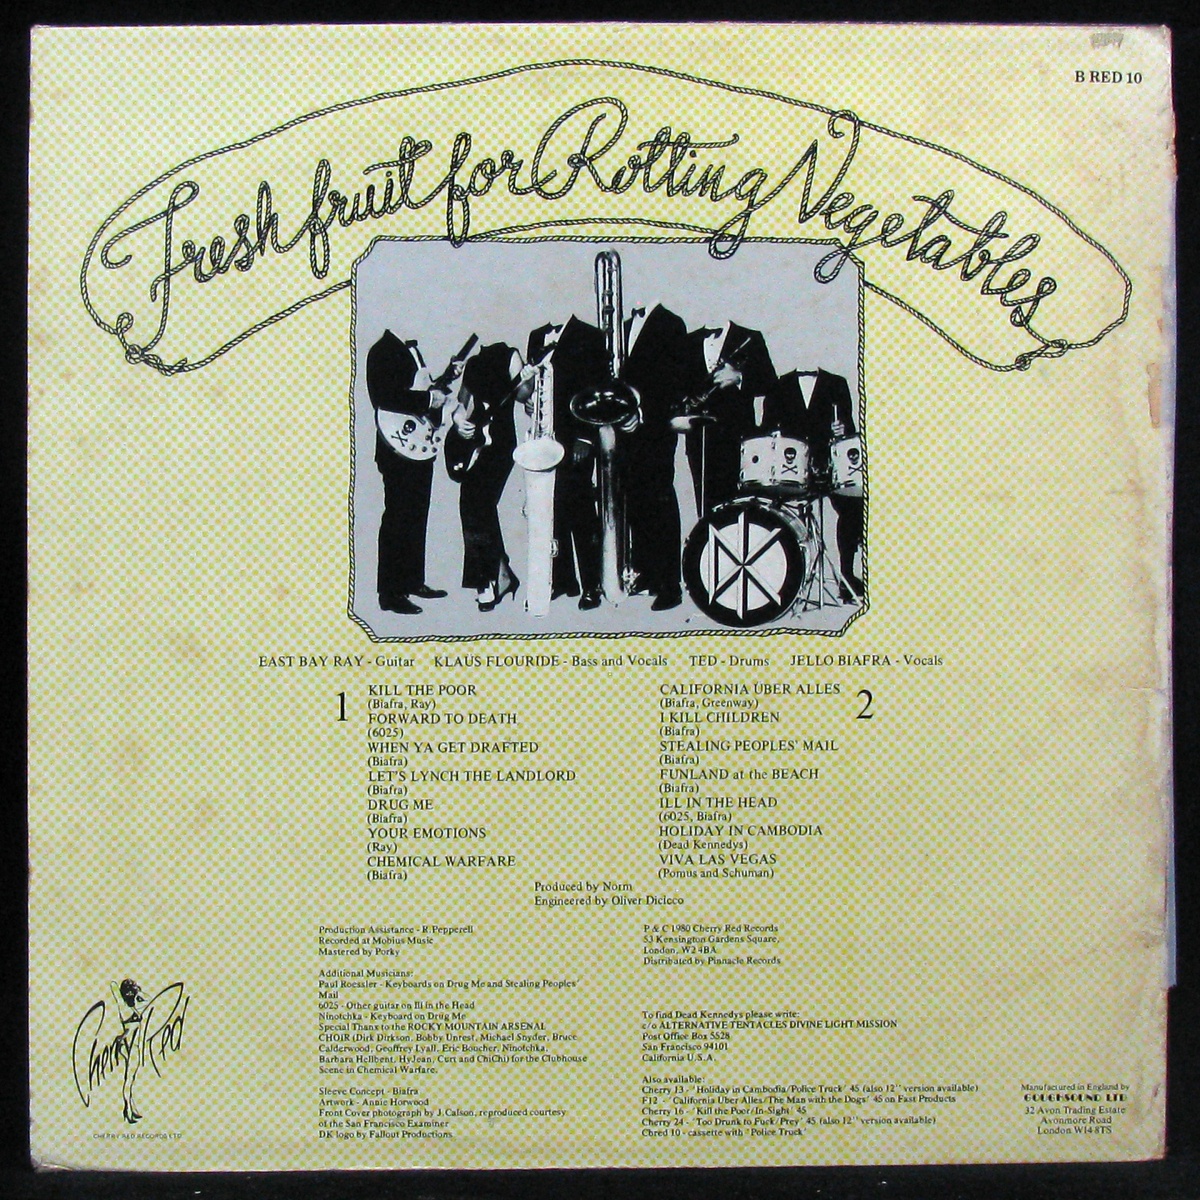 B RED 10
Fresh fruit for Rotting Vegetables
EAST BAY RAY - Guitar KLAUS FLOURIDE - Bass and Vocals TED - Drums JELLO BIAFRA - Vocals
1
KILL THE POOR
(Biafra, Ray)
FORWARD TO DEATH
(6025)
WHEN YA GET DRAFTED
(Biafra)
LET'S LYNCH THE LANDLORD
(Biafra)
DRUG ME
(Biafra)
YOUR EMOTIONS
(Ray)
CHEMICAL WARFARE
(Biafra)
2
CALIFORNIA ÜBER ALLES
(Biafra, Greenway)
I KILL CHILDREN
(Biafra)
STEALING PEOPLES' MAIL
(Biafra)
FUNLAND at the BEACH
(Biafra)
ILL IN THE HEAD
(6025, Biafra)
HOLIDAY IN CAMBODIA
(Dead Kennedys)
VIVA LAS VEGAS
(Pomus and Schuman)
Produced by Norm
Engineered by Oliver Dicicco
Production Assistance - R. Pepperell
Recorded at Mobius Music
Mastered by Porky
Additional Musicians:
Paul Roessler - Keyboards on Drug Me and Stealing Peoples'
Mail
6025 - Other guitar on Ill in the Head
Ninotchka - Keyboard on Drug Me
Special Thanx to the ROCKY MOUNTAIN ARSENAL
CHOIR (Dirk Dirkson, Bobby Unrest, Michael Snyder, Bruce
Calderwood, Geoffrey Lyall, Eric Boucher, Ninotchka,
Barbara Hellbent, HyJean, Curt and ChiChi) for the Clubhouse
Scene in Chemical Warfare.
Sleeve Concept - Biafra
Artwork - Annie Horwood
Front Cover photograph by J. Calson, reproduced courtesy
of the San Francisco Examiner
DK logo by Fallout Productions
P & C 1980 Cherry Red Records
53 Kensington Gardens Square,
London, W2 4BA
Distributed by Pinnacle Records
To find Dead Kennedys please write:
c/o ALTERNATIVE TENTACLES DIVINE LIGHT MISSION
Post Office Box 5528
San Francisco 94101
California U.S.A.
Also available:
Cherry 13 - 'Holiday in Cambodia/Police Truck' 45 (also 12'' version available)
F12 - 'California Uber Alles/The Man with the Dogs' 45 on Fast Products
Cherry 16 - 'Kill the Poor/In-Sight' 45
Cherry 24 - 'Too Drunk to Fuck/Prey' 45 (also 12'' version available)
Cbred 10 - cassette with 'Police Truck'
Manufactured in England by
GOUGHSOUND LTD
32 Avon Trading Estate
Avonmore Road
London W14 8TS
Cherry Red
CHERRY RED RECORDS LTD
DK